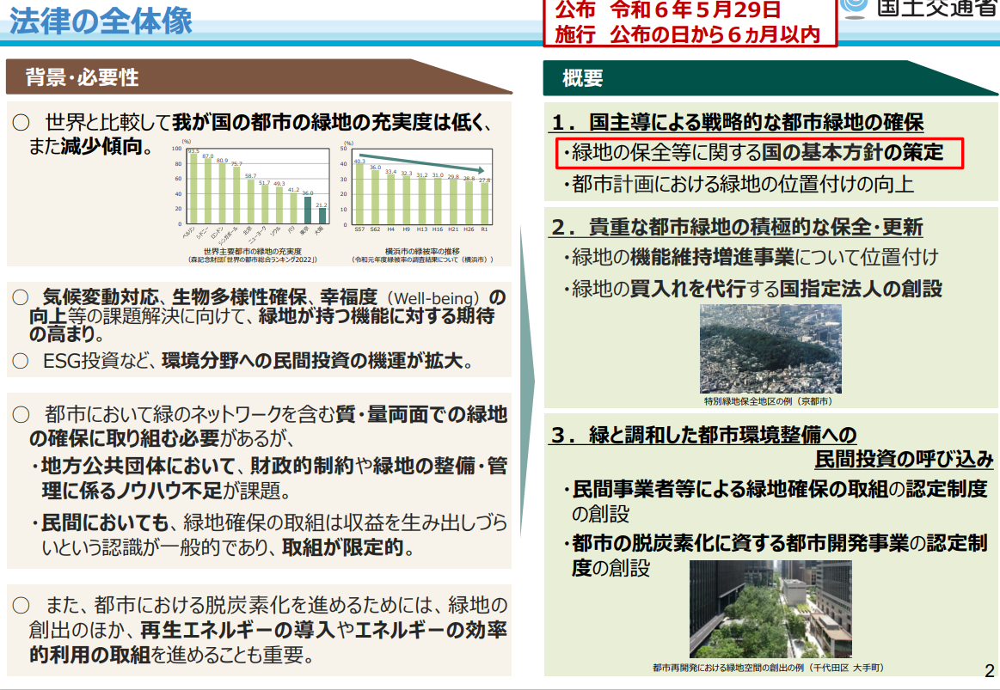 法律の全体像
公布 令和６年５月29日
施行 公布の日から６ヵ月以内
国土交通省
背景・必要性
○ 世界と比較して我が国の都市の緑地の充実度は低く、
また減少傾向。
(%)
100
80
60
40
20
0
93.5
87.0
80.9
75.7
58.7
51.7
49.3
41.2
36.0
21.2
ベルリン
シドニー
ロンドン
シンガポール
北京
ニューヨーク
ソウル
パリ
東京
大阪
世界主要都市の緑地の充実度
（森記念財団「世界の都市総合ランキング2022」）
(%)
50
40
30
20
10
0
40.3
36.0
33.4
32.3
31.2
31.0
29.8
28.8
27.8
S57 S62 H4 H9 H13 H16 H21 H26 R1
横浜市の緑被率の推移
（令和元年度緑被率の調査結果について（横浜市））
○ 気候変動対応、生物多様性確保、幸福度（Well-being）の
向上等の課題解決に向けて、緑地が持つ機能に対する期待
の高まり。
○ ESG投資など、環境分野への民間投資の機運が拡大。
○ 都市において緑のネットワークを含む質・量両面での緑地
の確保に取り組む必要があるが、
・地方公共団体において、財政的制約や緑地の整備・管
理に係るノウハウ不足が課題。
・民間においても、緑地確保の取組は収益を生み出しづら
いという認識が一般的であり、取組が限定的。
○ また、都市における脱炭素化を進めるためには、緑地の
創出のほか、再生エネルギーの導入やエネルギーの効率
的利用の取組を進めることも重要。
概要
１．国主導による戦略的な都市緑地の確保
・緑地の保全等に関する国の基本方針の策定
・都市計画における緑地の位置付けの向上
２．貴重な都市緑地の積極的な保全・更新
・緑地の機能維持増進事業について位置付け
・緑地の買入れを代行する国指定法人の創設
特別緑地保全地区の例（京都市）
３．緑と調和した都市環境整備への
民間投資の呼び込み
・民間事業者等による緑地確保の取組の認定制度
の創設
・都市の脱炭素化に資する都市開発事業の認定制
度の創設
都市再開発における緑地空間の創出の例（千代田区 大手町）
2